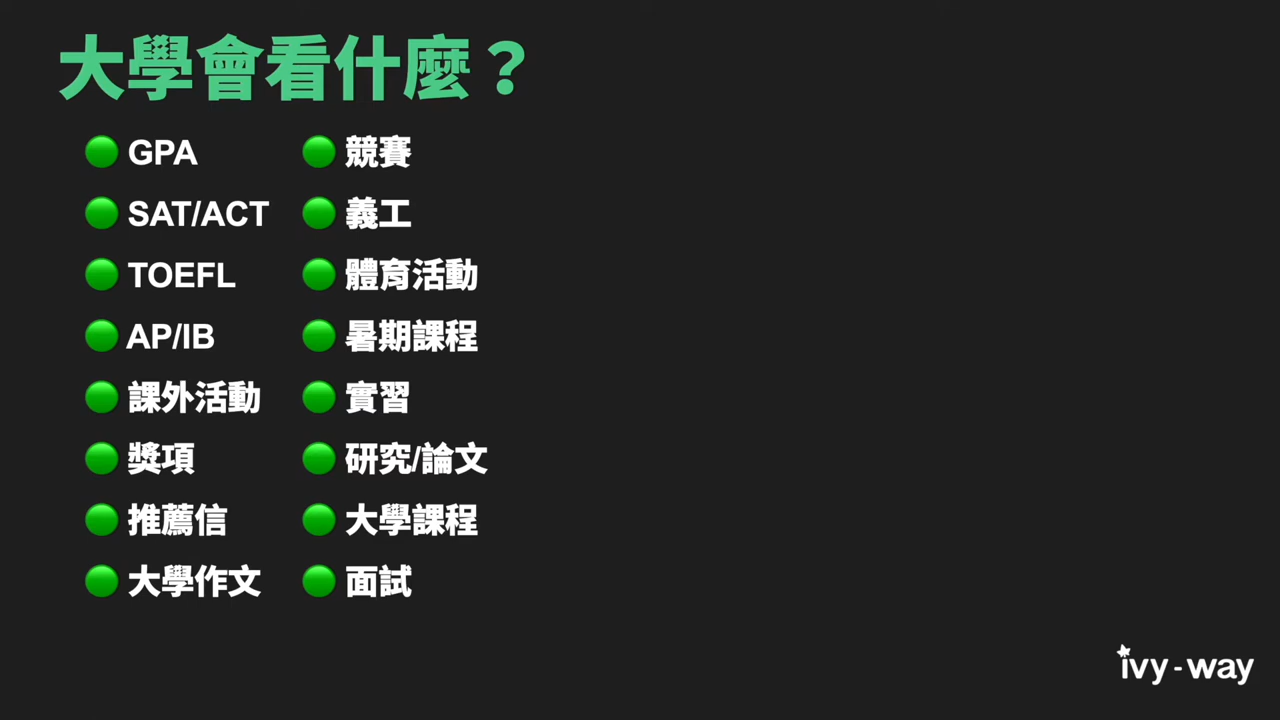 大學會看什麼？
GPA
SAT/ACT
TOEFL
AP/IB
課外活動
獎項
推薦信
大學作文
競賽
義工
體育活動
暑期課程
實習
研究/論文
大學課程
面試
ivy-way